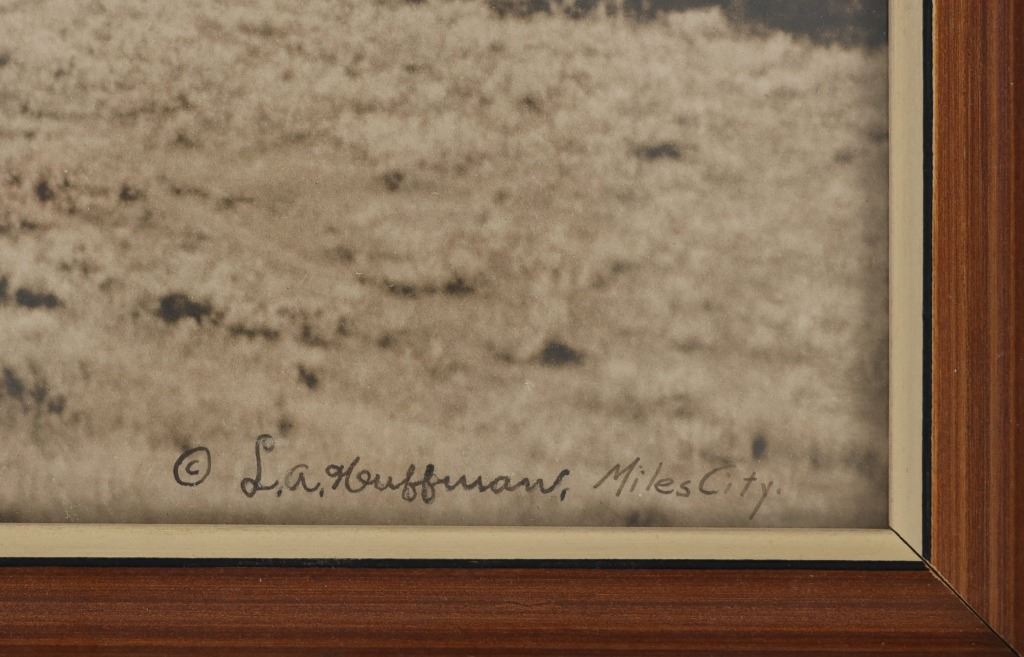 © L.A. Huffman, Miles City.